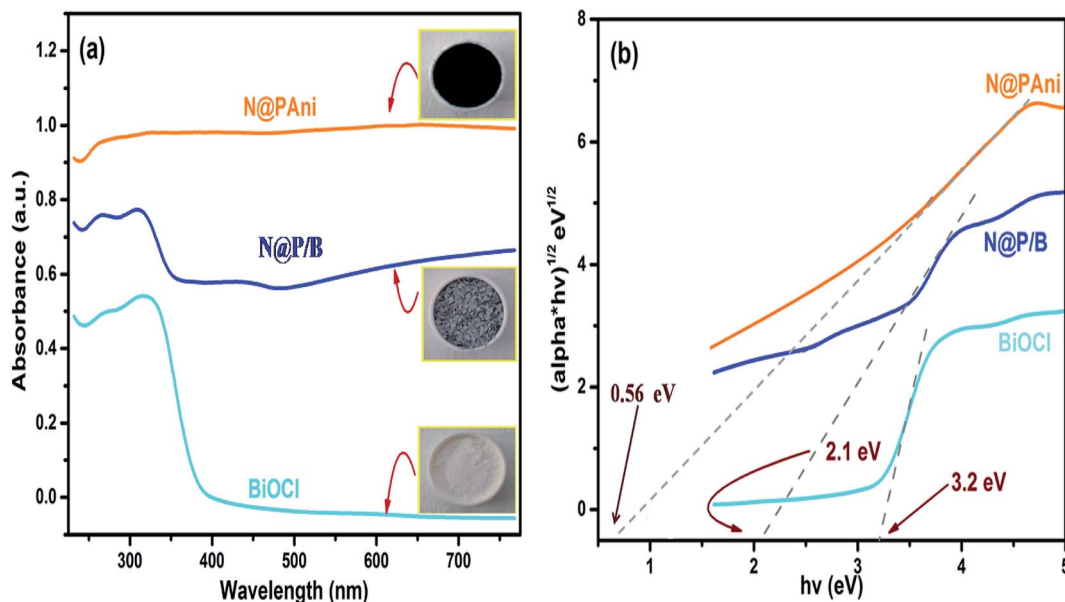 (a)
1.2
1.0
0.8
0.6
0.4
0.2
0.0
Absorbance (a.u.)
N@PAni
N@P/B
BiOCl
300 400 500 600 700
Wavelength (nm)
(b)
8
6
4
2
0
(alpha*hv)1/2 eV1/2
N@PAni
N@P/B
BiOCl
0.56 eV
2.1 eV
3.2 eV
1 2 3 4 5
hv (eV)